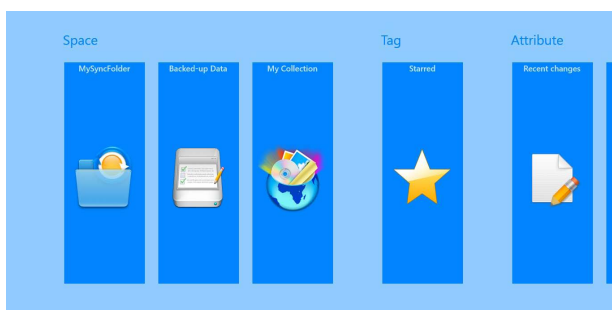 Space
Tag
Attribute
MySyncFolder
Backed-up Data
My Collection
Starred
Recent changes